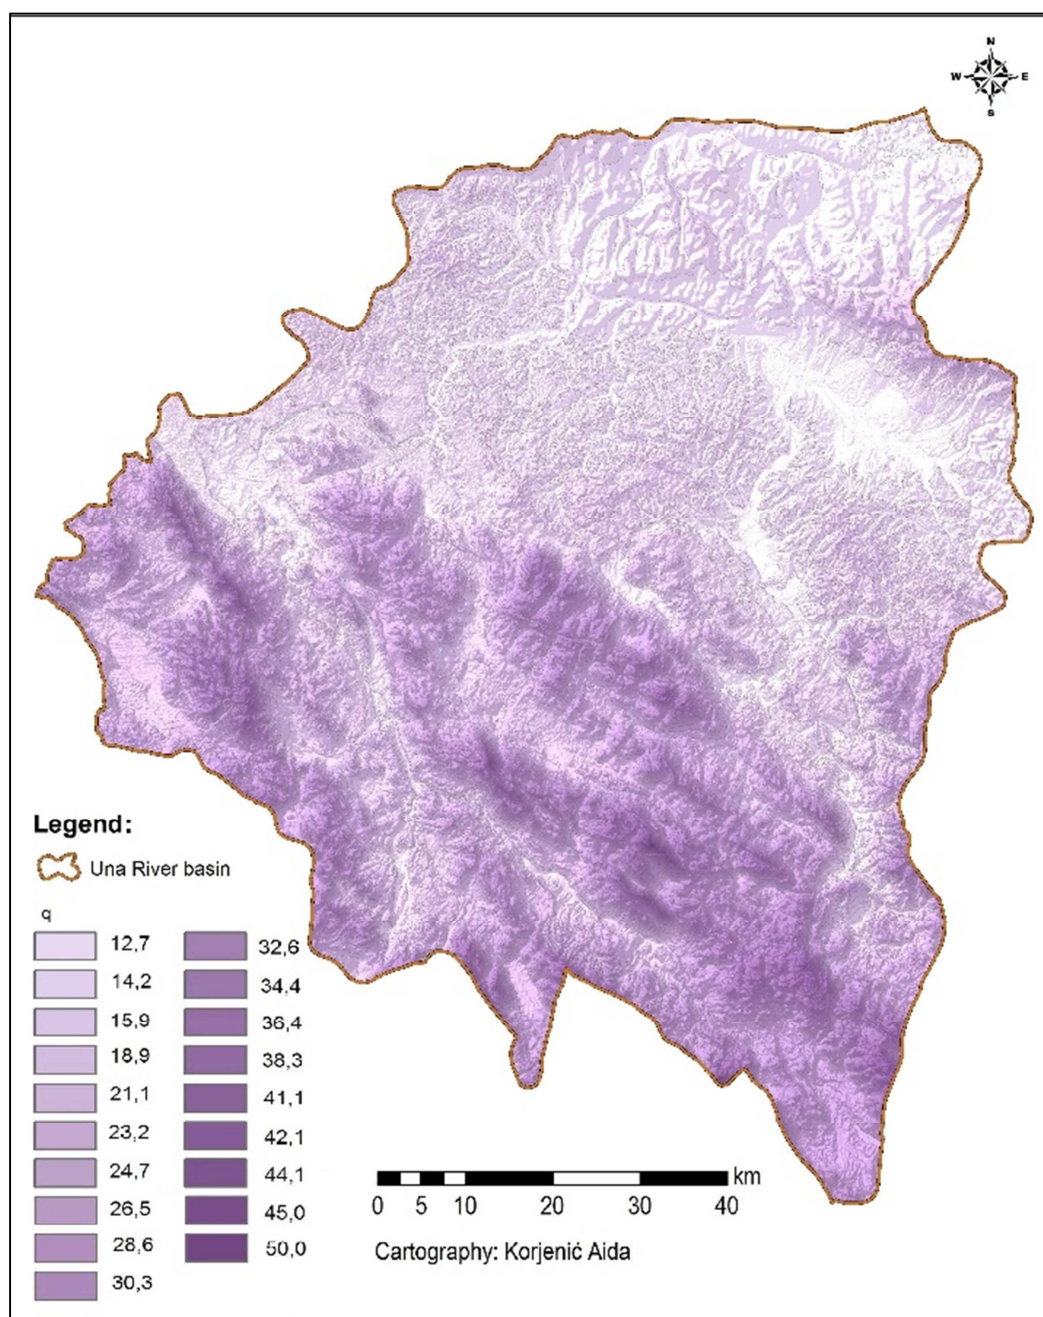 N
W E
S
Legend:
Una River basin
q
12,7
14,2
15,9
18,9
21,1
23,2
24,7
26,5
28,6
30,3
32,6
34,4
36,4
38,3
41,1
42,1
44,1
45,0
50,0
km
0 5 10 20 30 40
Cartography: Korjenić Aida